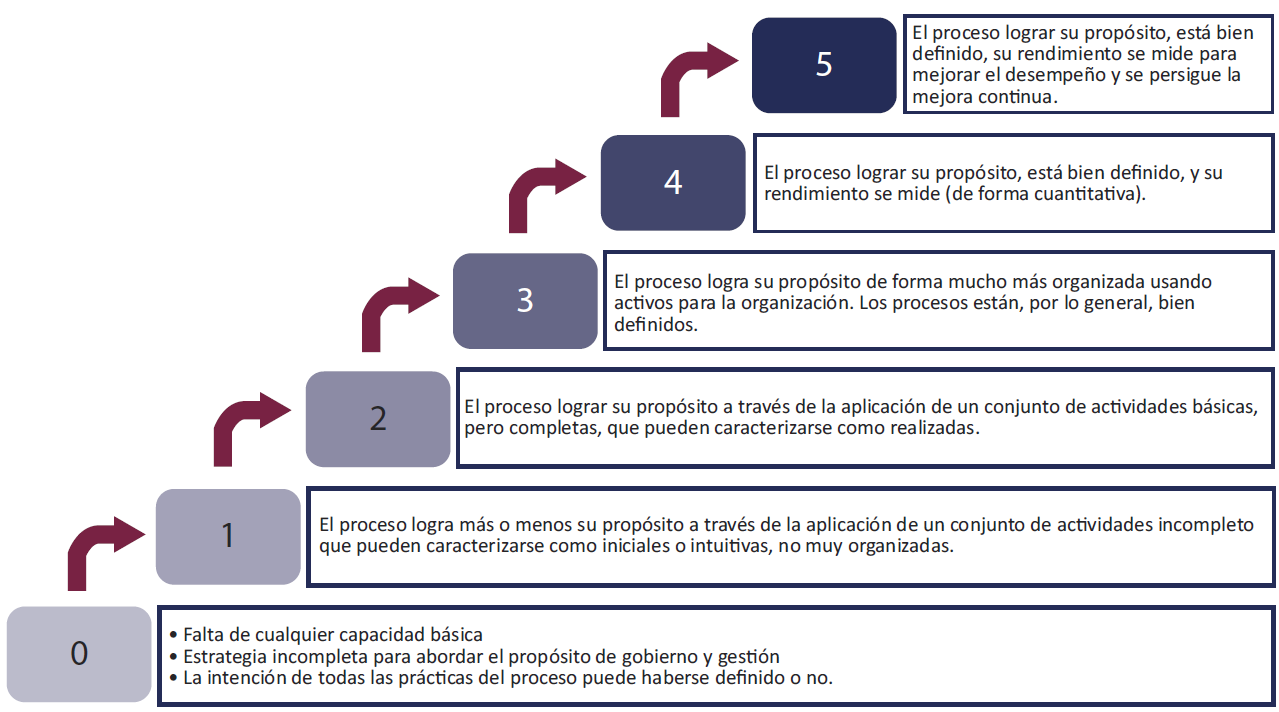 5
El proceso lograr su propósito, está bien
definido, su rendimiento se mide para
mejorar el desempeño y se persigue la
mejora continua.
4
El proceso lograr su propósito, está bien definido, y su
rendimiento se mide (de forma cuantitativa).
3
El proceso logra su propósito de forma mucho más organizada usando
activos para la organización. Los procesos están, por lo general, bien
definidos.
2
El proceso lograr su propósito a través de la aplicación de un conjunto de actividades básicas,
pero completas, que pueden caracterizarse como realizadas.
1
El proceso logra más o menos su propósito a través de la aplicación de un conjunto de actividades incompleto
que pueden caracterizarse como iniciales o intuitivas, no muy organizadas.
0
• Falta de cualquier capacidad básica
• Estrategia incompleta para abordar el propósito de gobierno y gestión
• La intención de todas las prácticas del proceso puede haberse definido o no.